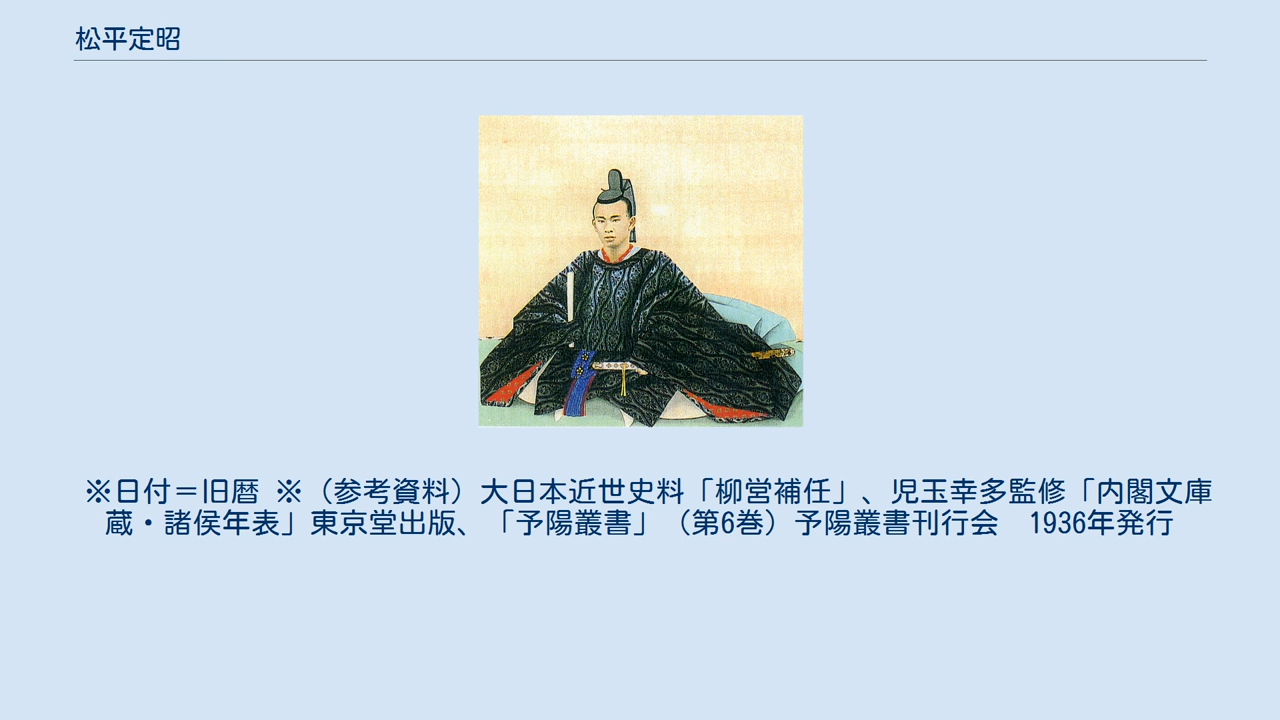 松平定昭
※日付＝旧暦 ※（参考資料）大日本近世史料「柳営補任」、児玉幸多監修「内閣文庫
蔵・諸侯年表」東京堂出版、「予陽叢書」（第6巻）予陽叢書刊行会　1936年発行